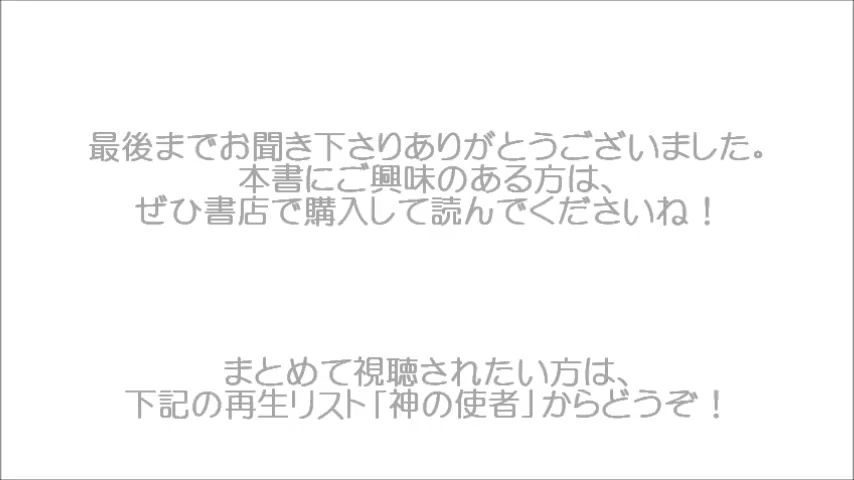 最後までお聞き下さりありがとうございました。
本書にご興味のある方は、
ぜひ書店で購入して読んでくださいね！
まとめて視聴されたい方は、
下記の再生リスト「神の使者」からどうぞ！